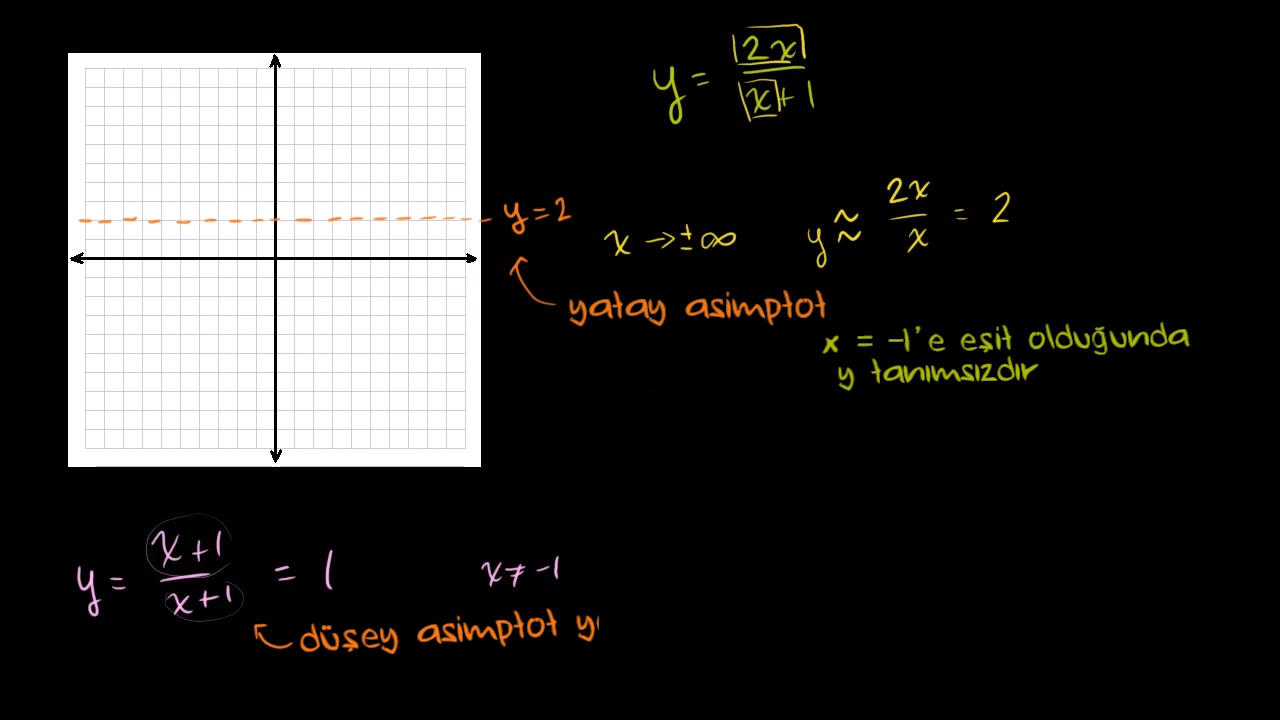 y = 2x / x + 1
y = 2
x → ± ∞ y ≈ 2x / x = 2
yatay asimptot
x = -1'e eşit olduğunda
y tanımsızdır
y = x + 1 / x + 1 = 1 x ≠ -1
düşey asimptot